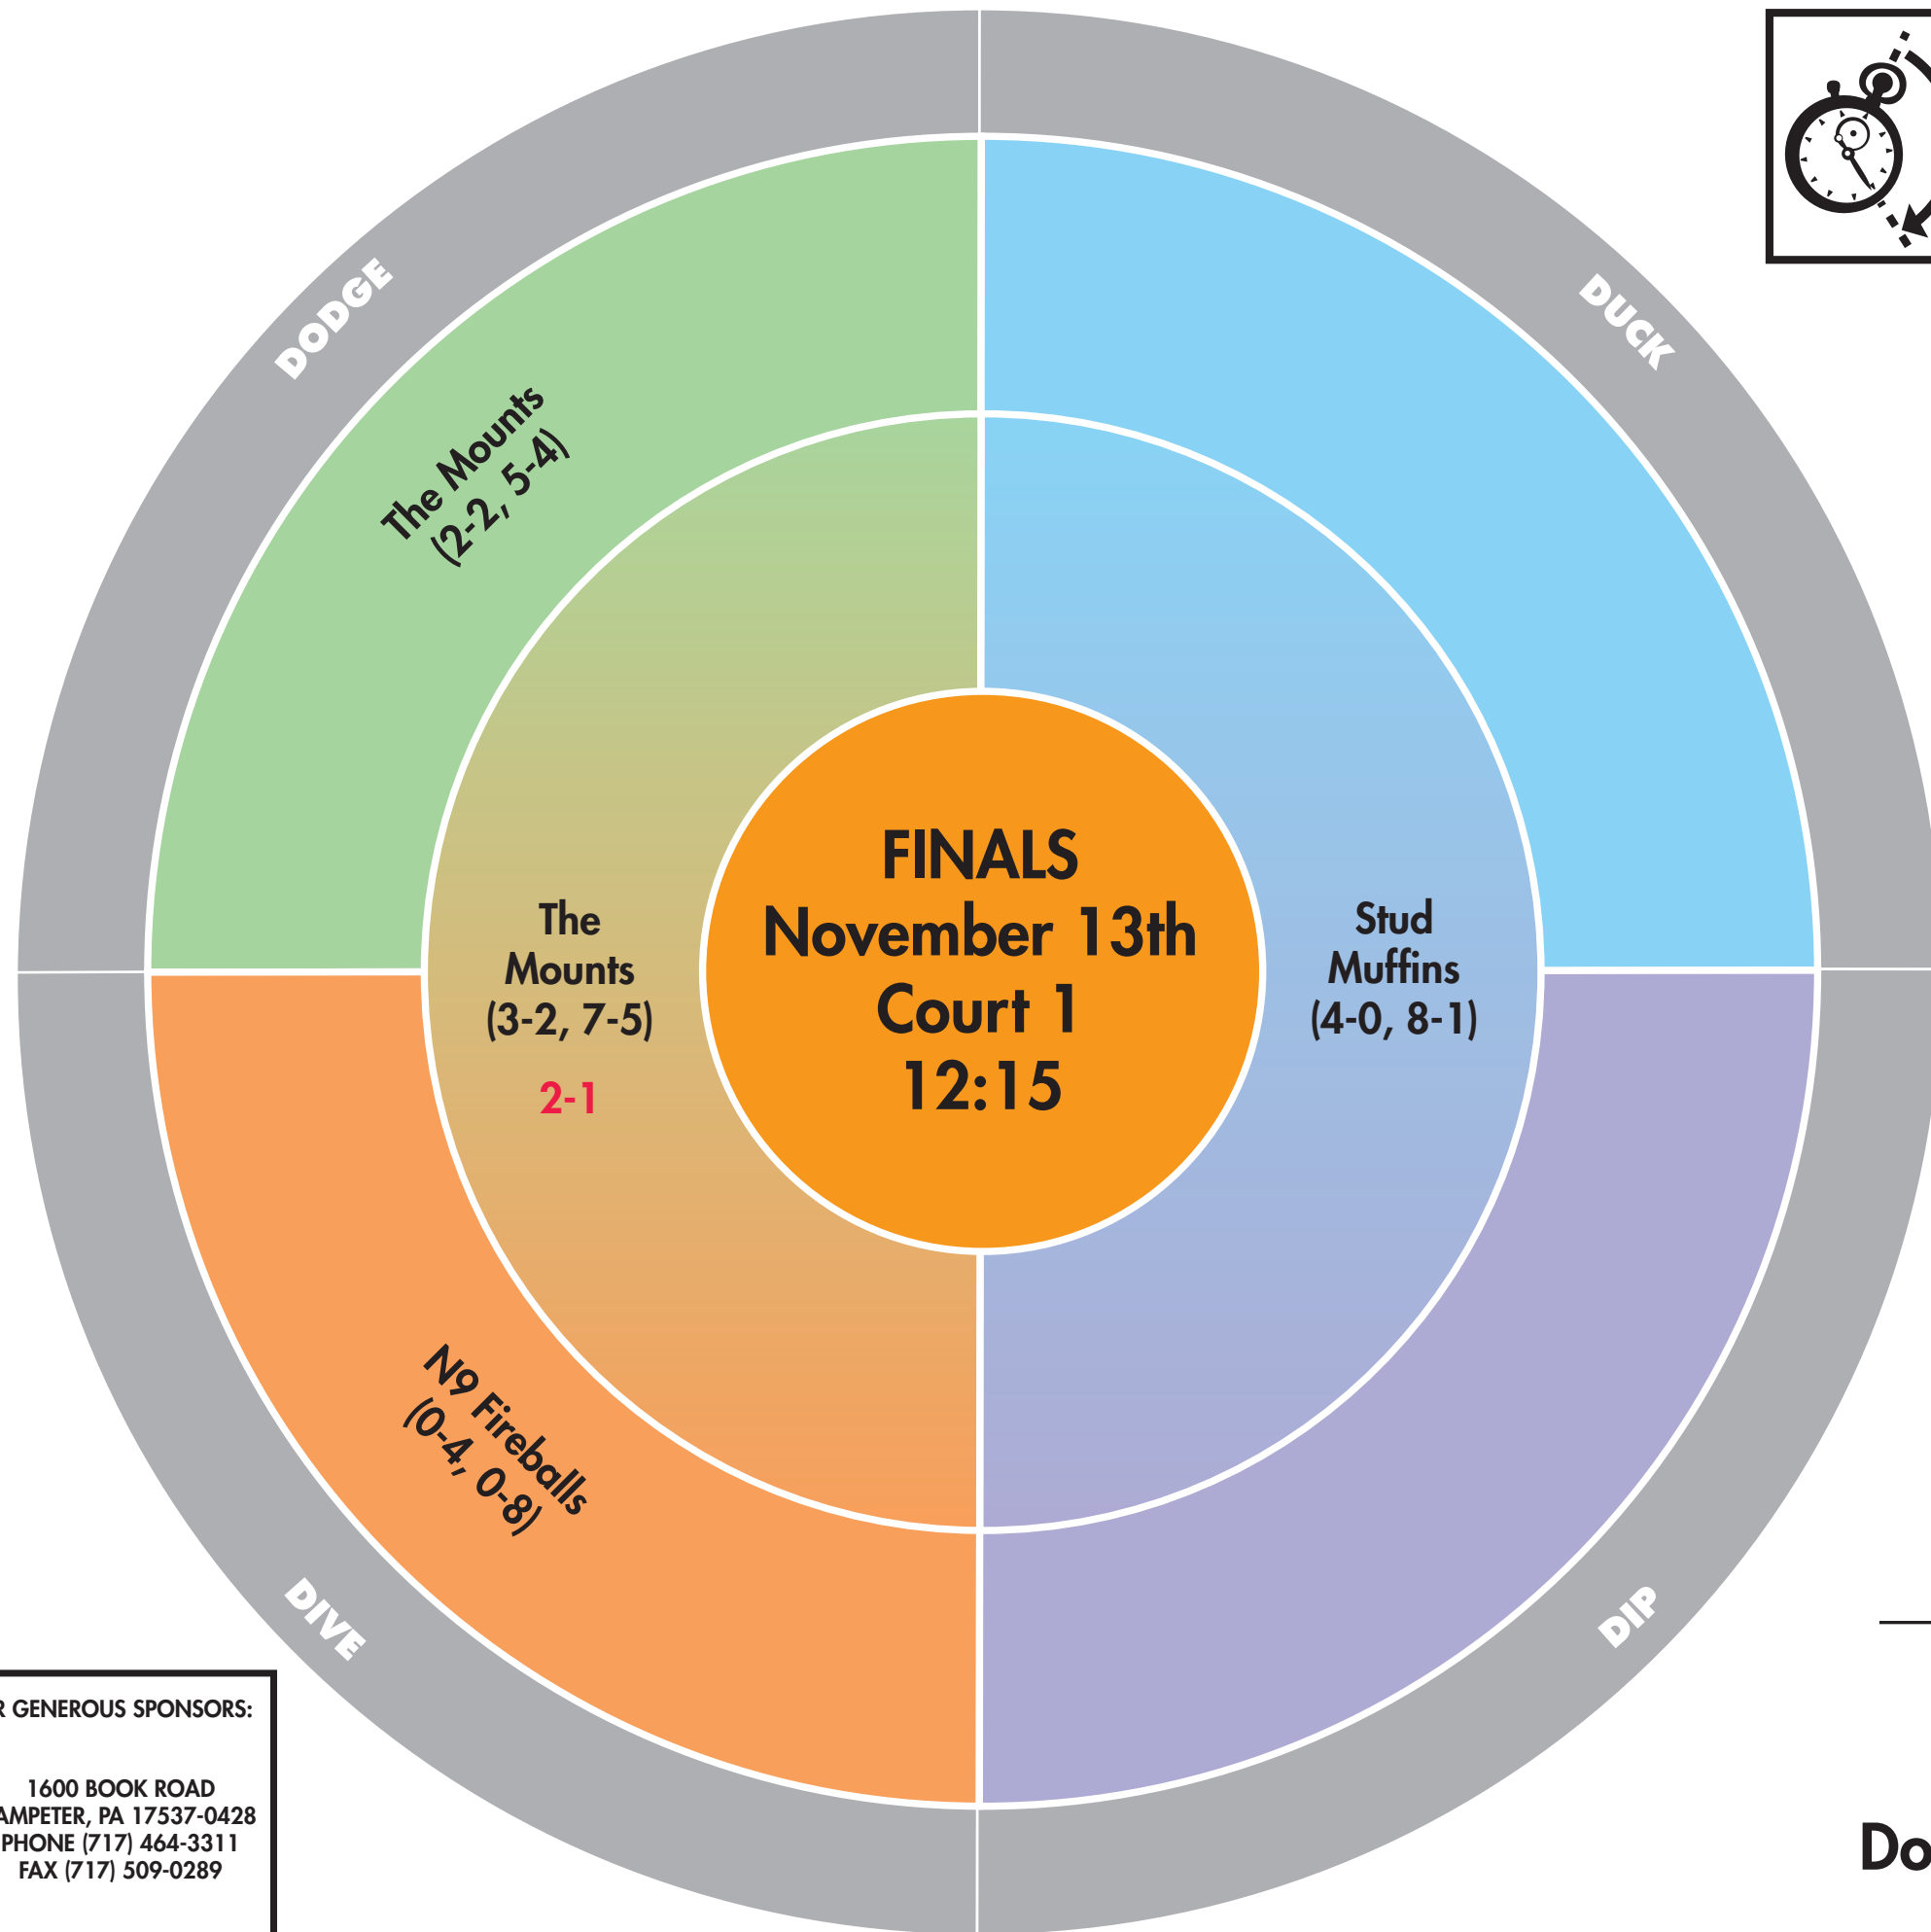 DODGE
DUCK
The Mounts
(2-2, 5-4)
FINALS
November 13th
Court 1
12:15
The
Mounts
(3-2, 7-5)
2-1
Stud
Muffins
(4-0, 8-1)
N9 Fireballs
(0-4, 0-8)
DIVE
DIP
GENEROUS SPONSORS:
1600 BOOK ROAD
AMPETER, PA 17537-0428
PHONE (717) 464-3311
FAX (717) 509-0289
Do